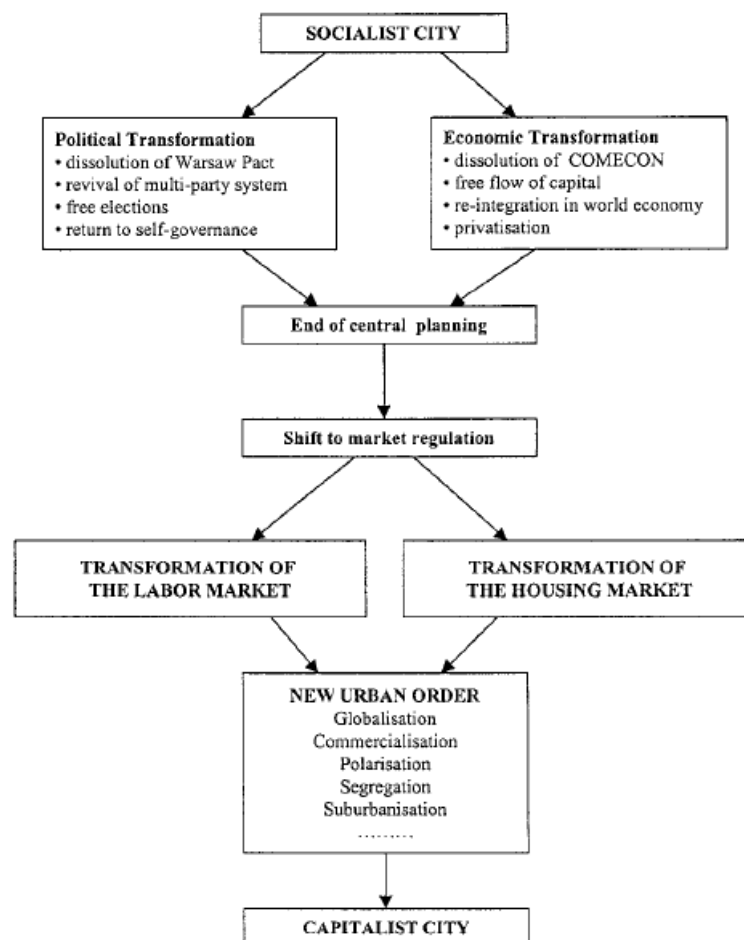 SOCIALIST CITY
Political Transformation
• dissolution of Warsaw Pact
• revival of multi-party system
• free elections
• return to self-governance
Economic Transformation
• dissolution of COMECON
• free flow of capital
• re-integration in world economy
• privatisation
End of central planning
Shift to market regulation
TRANSFORMATION OF
THE LABOR MARKET
TRANSFORMATION OF
THE HOUSING MARKET
NEW URBAN ORDER
Globalisation
Commercialisation
Polarisation
Segregation
Suburbanisation
.........
CAPITALIST CITY